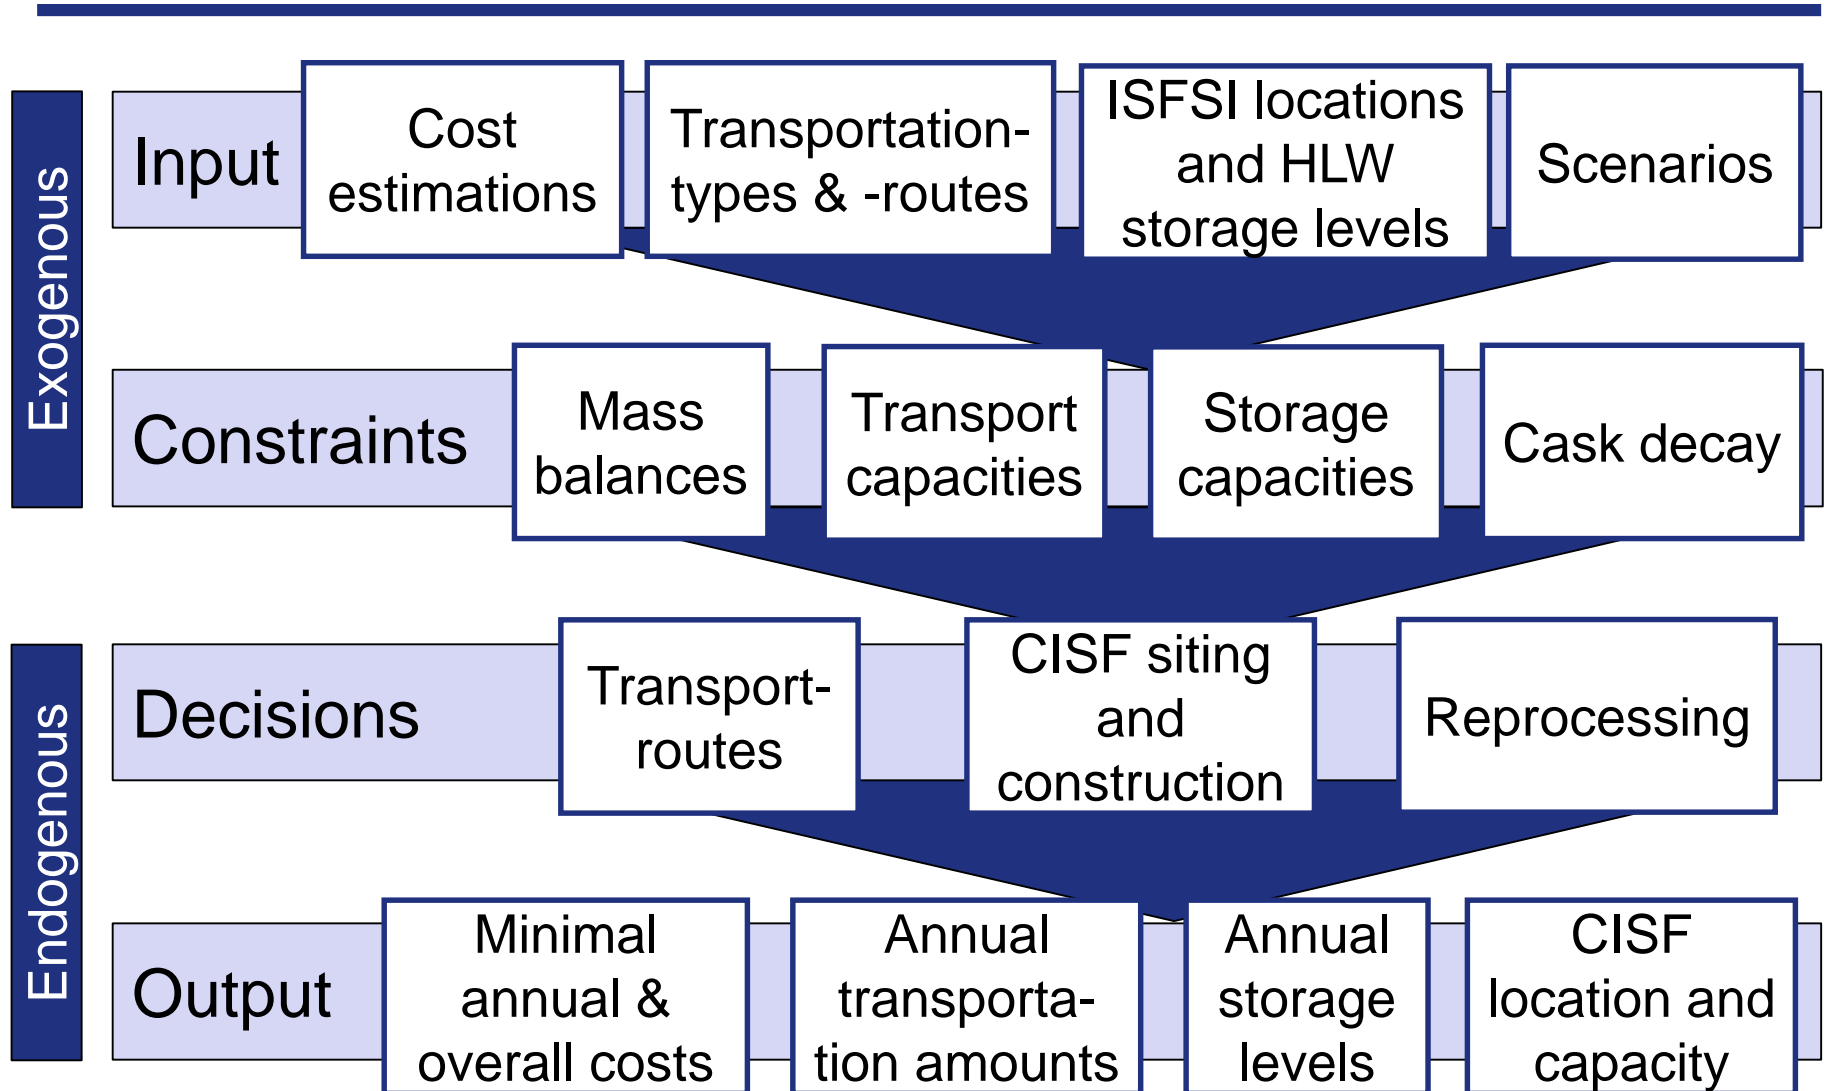 Exogenous
Input
Cost
estimations
Transportation-
types & -routes
ISFSI locations
and HLW
storage levels
Scenarios
Constraints
Mass
balances
Transport
capacities
Storage
capacities
Cask decay
Endogenous
Decisions
Transport-
routes
CISF siting
and
construction
Reprocessing
Output
Minimal
annual &
overall costs
Annual
transporta-
tion amounts
Annual
storage
levels
CISF
location and
capacity